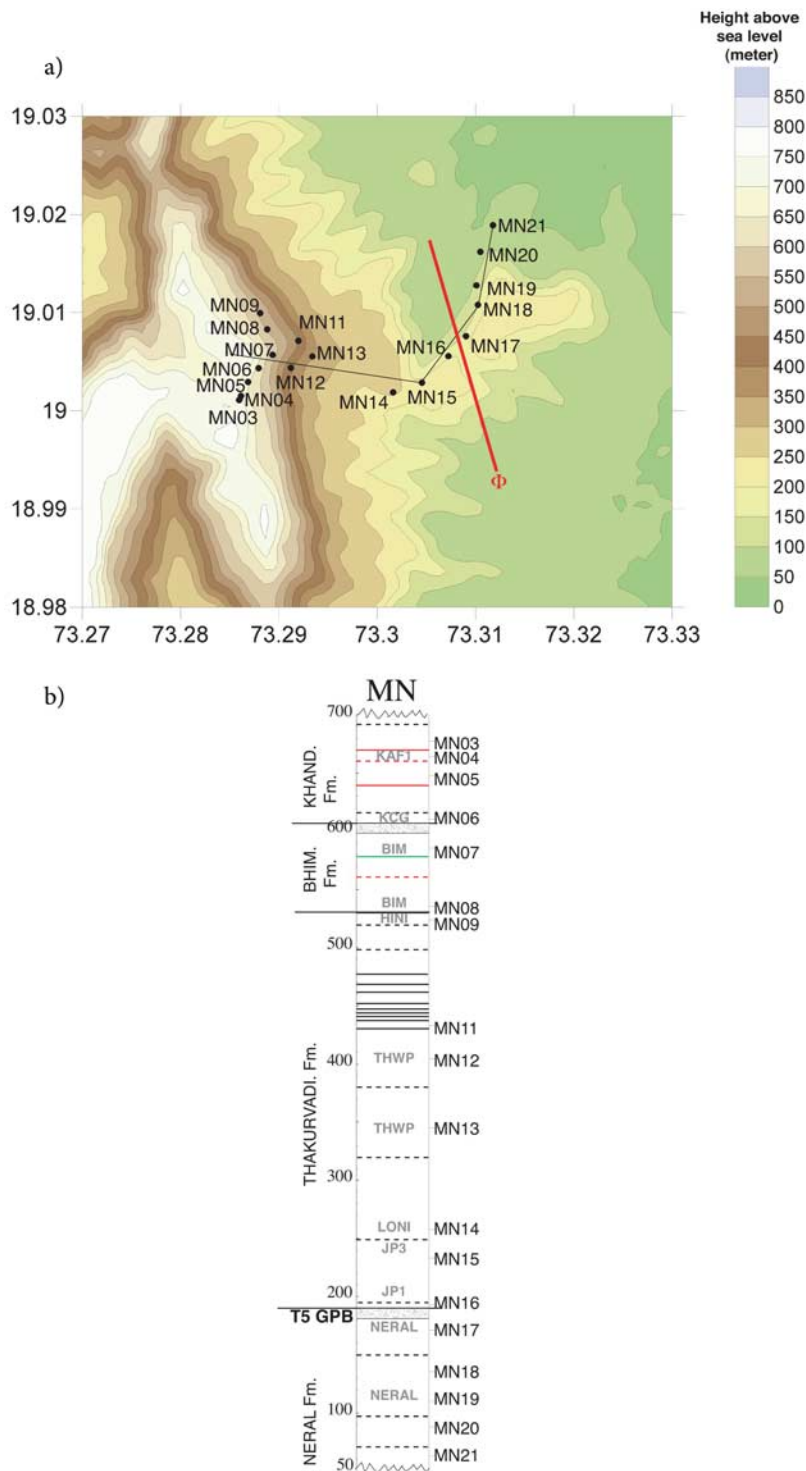 Height above
sea level
(meter)
a)
850
800
750
700
650
600
550
500
450
400
350
300
250
200
150
100
50
0
19.03
19.02
19.01
19
18.99
18.98
73.27
73.28
73.29
73.3
73.31
73.32
73.33
MN21
MN20
MN19
MN18
MN17
MN16
MN15
MN14
MN09
MN08
MN11
MN07
MN13
MN06
MN12
MN05
MN04
MN03
Φ
b)
MN
700
KHAND.
Fm.
KAF1
MN03
MN04
MN05
KCG
MN06
600
BHIM.
Fm.
BIM
MN07
BIM
MN08
HINI
MN09
500
THAKURVADI. Fm.
MN11
400
THWP
MN12
THWP
MN13
300
LONI
MN14
JP3
MN15
200
JP1
MN16
T5 GPB
NERAL
MN17
NERAL Fm.
MN18
NERAL
MN19
100
MN20
MN21
50